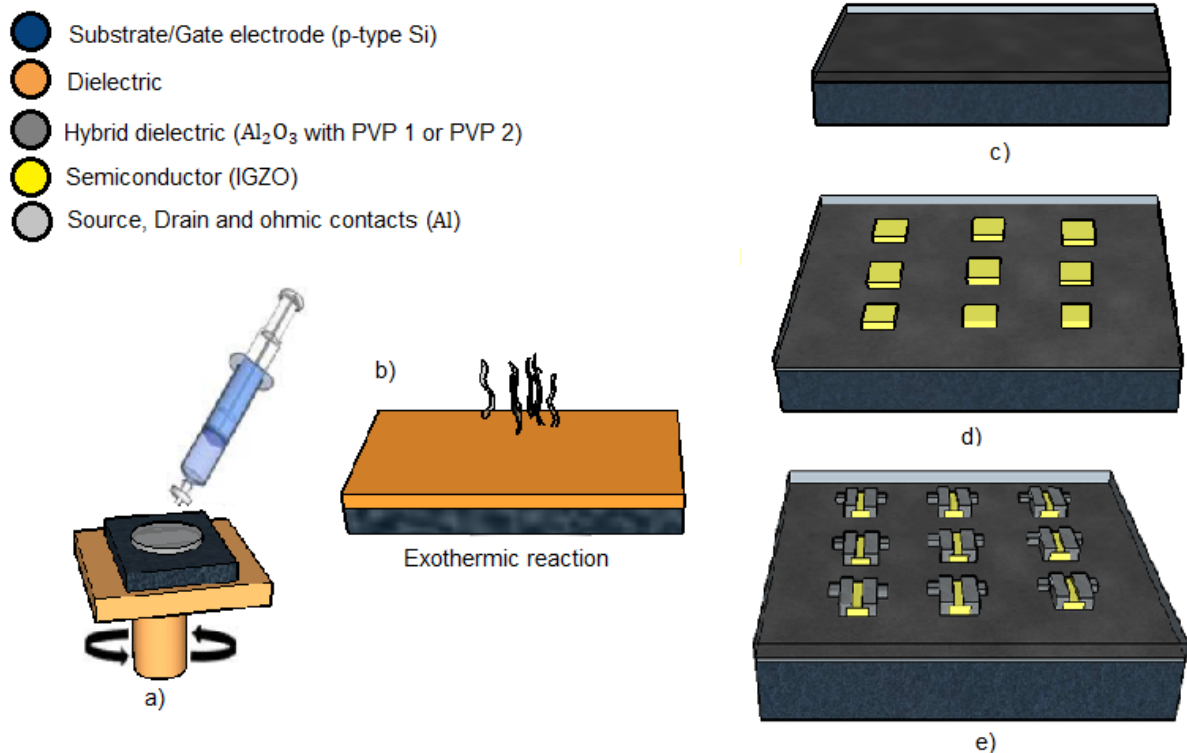 Substrate/Gate electrode (p-type Si)
Dielectric
Hybrid dielectric (Al₂O₃ with PVP 1 or PVP 2)
Semiconductor (IGZO)
Source, Drain and ohmic contacts (Al)
a)
b)
Exothermic reaction
c)
d)
e)